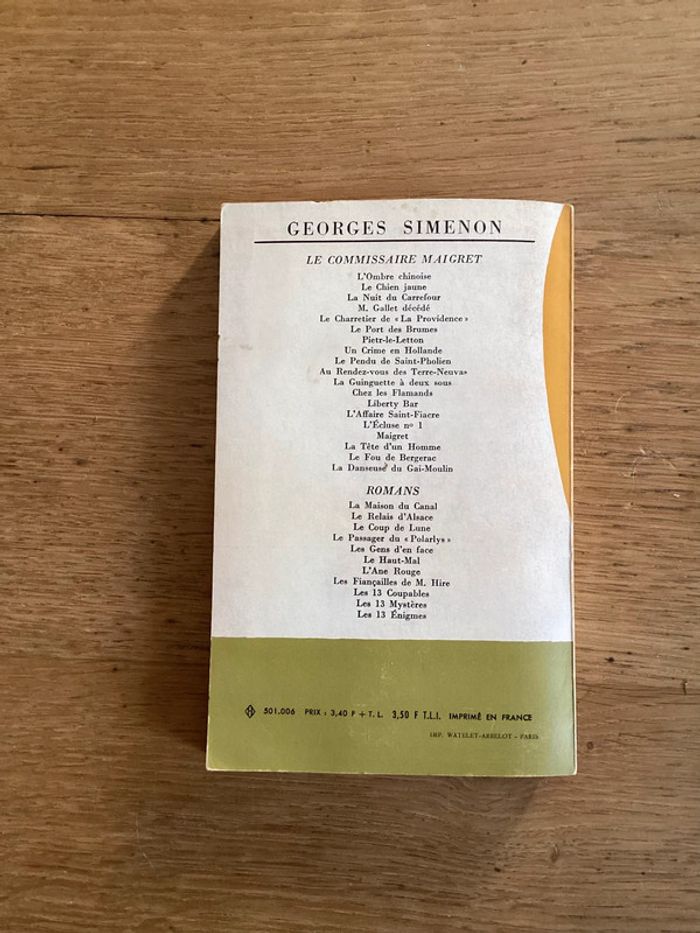 GEORGES SIMENON
LE COMMISSAIRE MAIGRET
L'Ombre chinoise
Le Chien jaune
La Nuit du Carrefour
M. Gallet décédé
Le Charretier de « La Providence »
Le Port des Brumes
Pietr-le-Letton
Un Crime en Hollande
Le Pendu de Saint-Pholien
Au Rendez-vous des Terre-Neuvas
La Guinguette à deux sous
Chez les Flamands
Liberty Bar
L'Affaire Saint-Fiacre
L'Écluse nº 1
Maigret
La Tête d'un Homme
Le Fou de Bergerac
La Danseuse du Gai-Moulin
ROMANS
La Maison du Canal
Le Relais d'Alsace
Le Coup de Lune
Le Passager du « Polarlys »
Les Gens d'en face
Le Haut-Mal
L'Ane Rouge
Les Fiançailles de M. Hire
Les 13 Coupables
Les 13 Mystères
Les 13 Énigmes
H 501.006 PRIX : 3,40 F + T. L. 3,50 F T.L.I. IMPRIMÉ EN FRANCE
IMP. WATELET-ARBELOT - PARIS